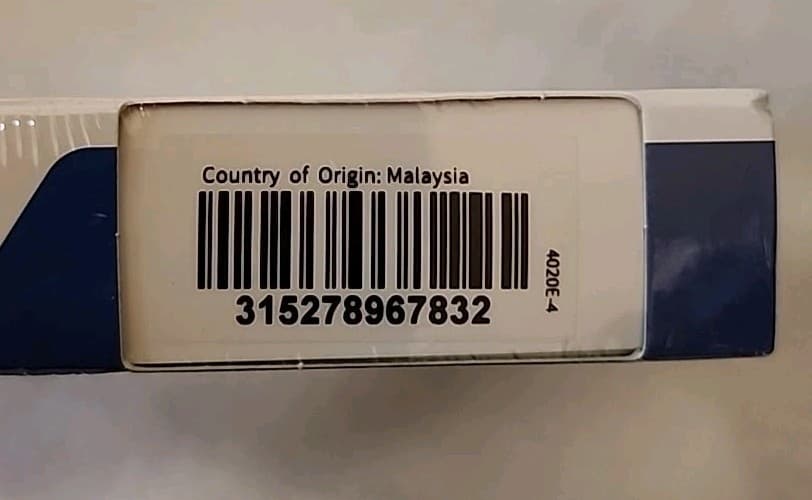 Country of Origin: Malaysia
315278967832
4020E-4